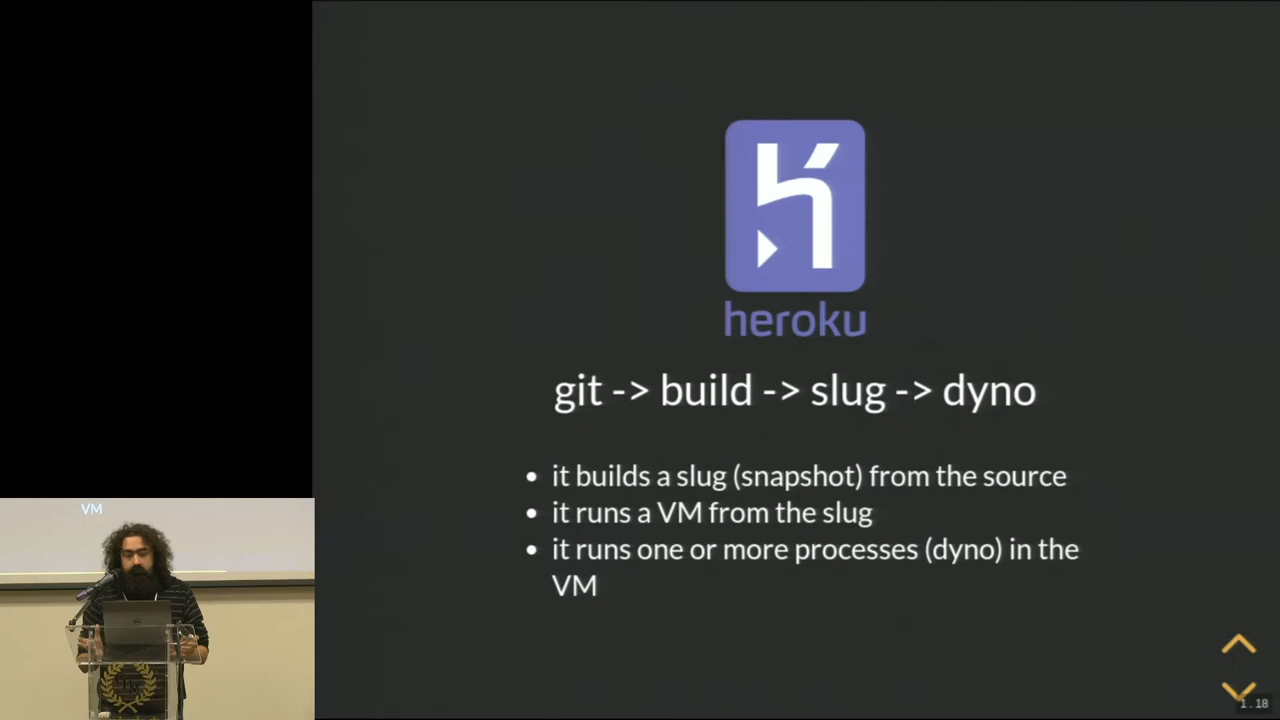 heroku
git -> build -> slug -> dyno
it builds a slug (snapshot) from the source
it runs a VM from the slug
it runs one or more processes (dyno) in the
VM
VM
1.18